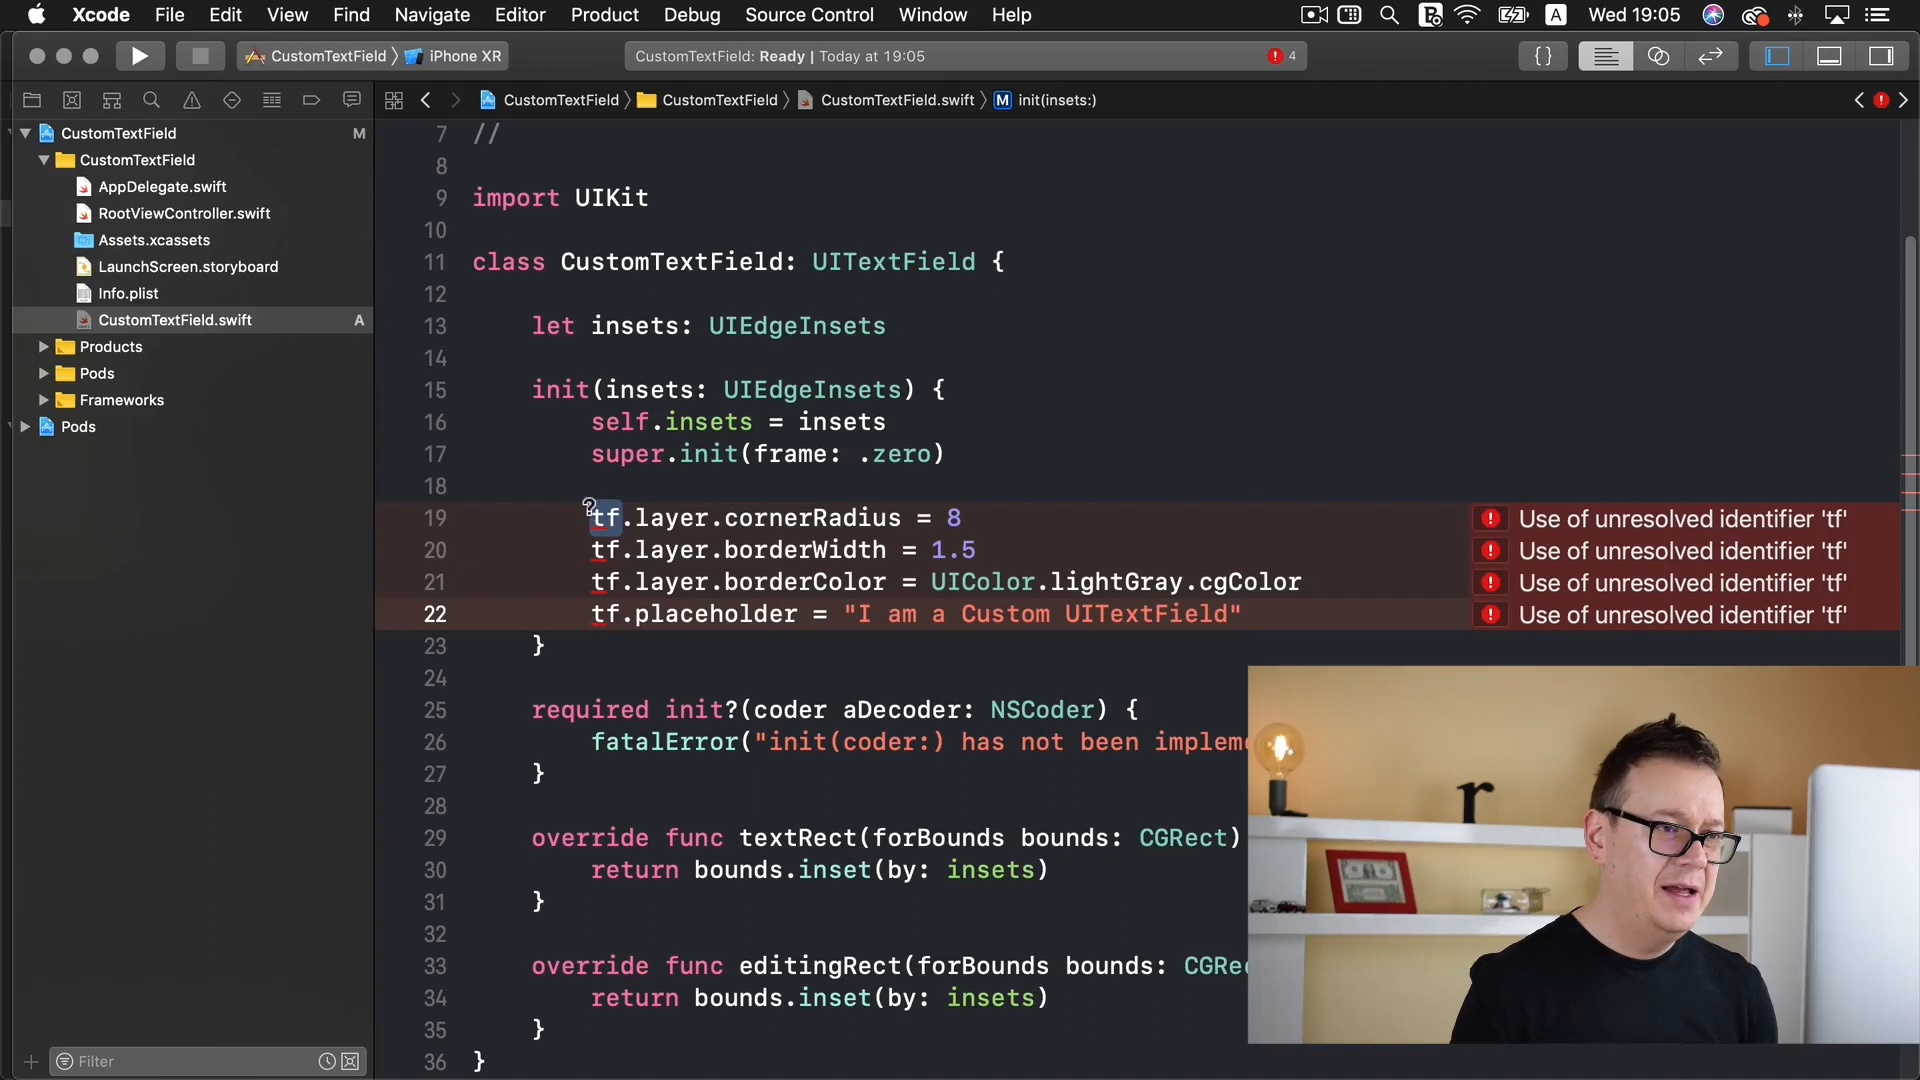 Xcode File Edit View Find Navigate Editor Product Debug Source Control Window Help A Wed 19:05
CustomTextField iPhone XR CustomTextField: Ready | Today at 19:05 4 {}
CustomTextField CustomTextField CustomTextField.swift M init(insets:)
CustomTextField M
CustomTextField
AppDelegate.swift
RootViewController.swift
Assets.xcassets
LaunchScreen.storyboard
Info.plist
CustomTextField.swift A
Products
Pods
Frameworks
Pods
Filter
7 //
8
9 import UIKit
10
11 class CustomTextField: UITextField {
12
13 let insets: UIEdgeInsets
14
15 init(insets: UIEdgeInsets) {
16 self.insets = insets
17 super.init(frame: .zero)
18
19 tf.layer.cornerRadius = 8 Use of unresolved identifier 'tf'
20 tf.layer.borderWidth = 1.5 Use of unresolved identifier 'tf'
21 tf.layer.borderColor = UIColor.lightGray.cgColor Use of unresolved identifier 'tf'
22 tf.placeholder = "I am a Custom UITextField" Use of unresolved identifier 'tf'
23 }
24
25 required init?(coder aDecoder: NSCoder) {
26 fatalError("init(coder:) has not been impleme
27 }
28
29 override func textRect(forBounds bounds: CGRect)
30 return bounds.inset(by: insets)
31 }
32
33 override func editingRect(forBounds bounds: CGRec
34 return bounds.inset(by: insets)
35 }
36 }